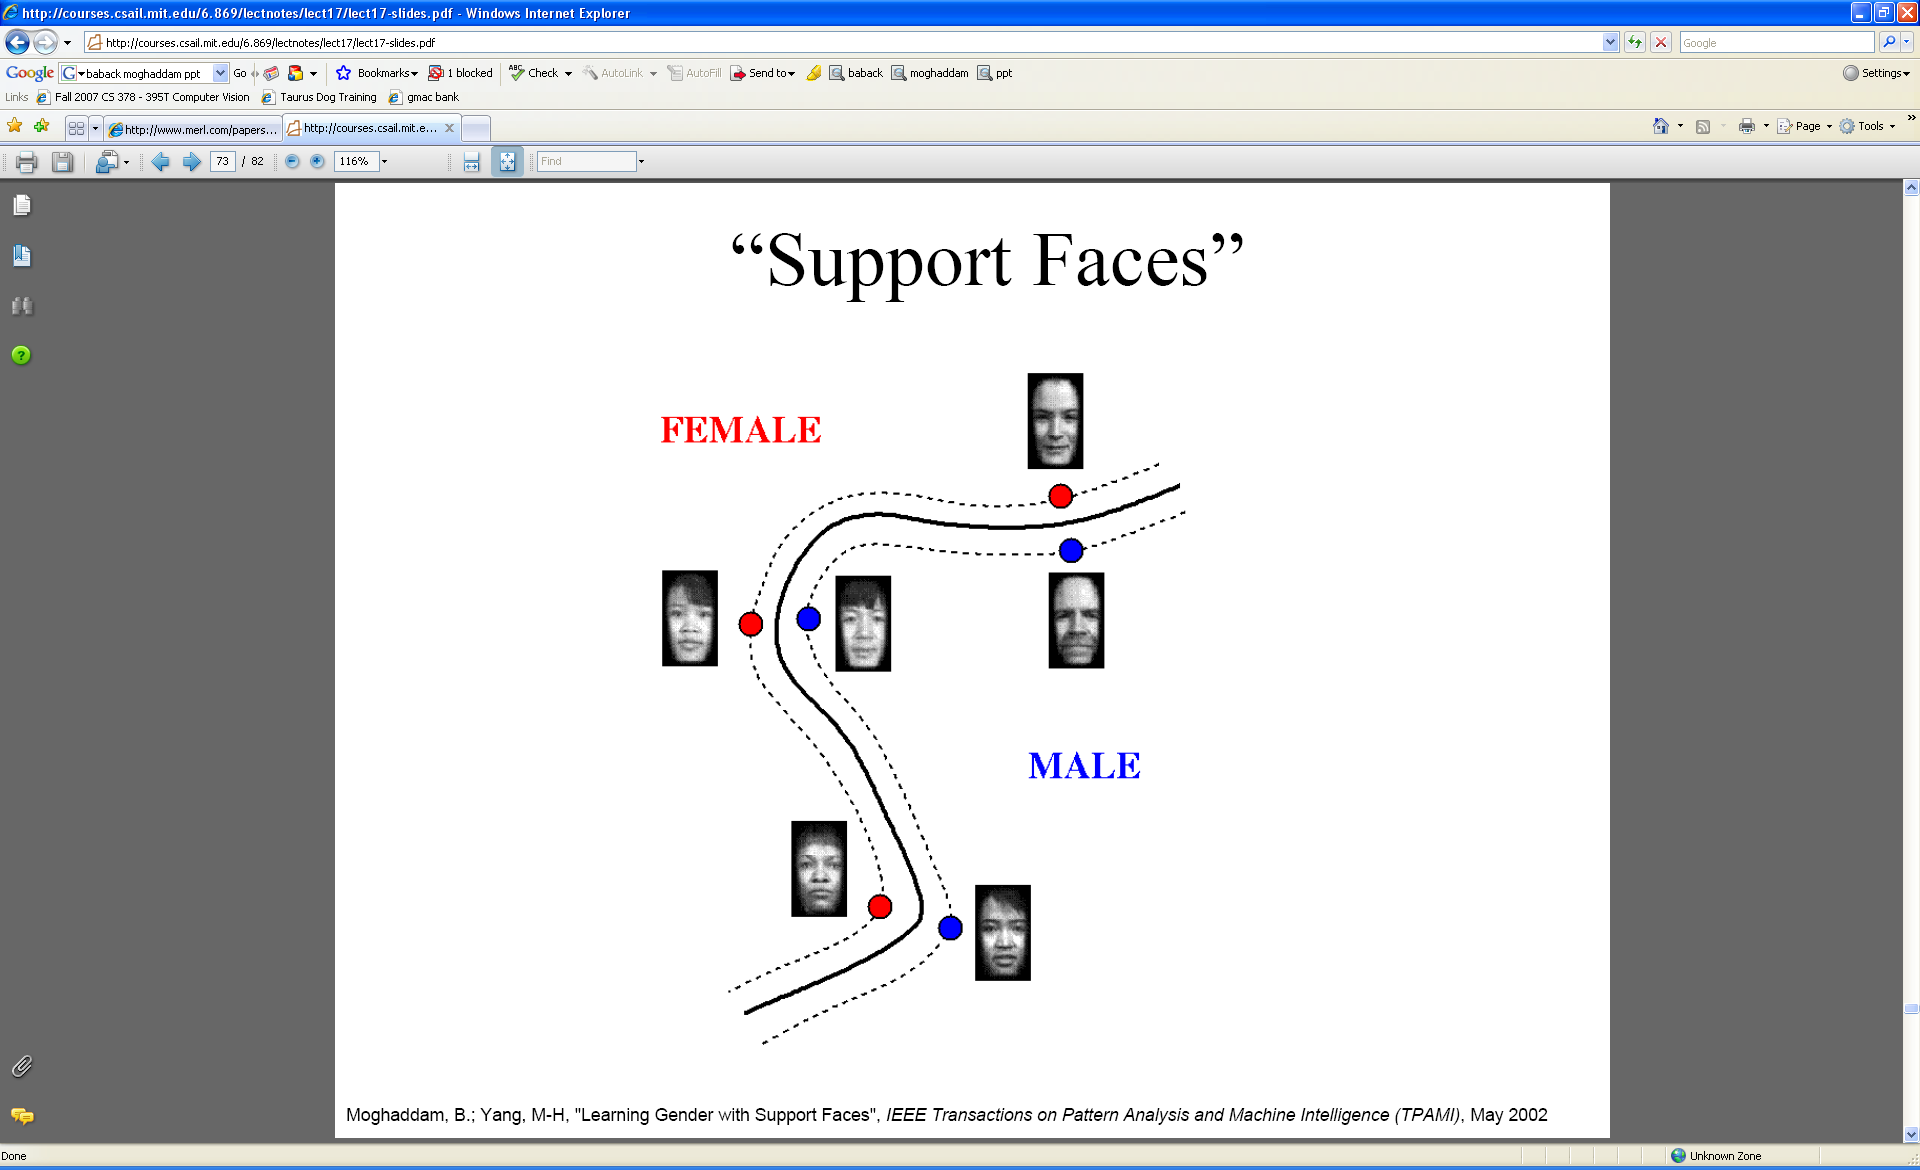 http://courses.csail.mit.edu/6.869/lectnotes/lect17/lect17-slides.pdf - Windows Internet Explorer
http://courses.csail.mit.edu/6.869/lectnotes/lect17/lect17-slides.pdf
Google
Google G baback moghaddam ppt Go Bookmarks 1 blocked ABC Check AutoLink AutoFill Send to baback moghaddam ppt Settings
Links Fall 2007 CS 378 - 395T Computer Vision Taurus Dog Training gmac bank
http://www.merl.com/papers... http://courses.csail.mit.e... Page Tools
73 / 82 116% Find
“Support Faces”
FEMALE
MALE
Moghaddam, B.; Yang, M-H, "Learning Gender with Support Faces", IEEE Transactions on Pattern Analysis and Machine Intelligence (TPAMI), May 2002
Done Unknown Zone